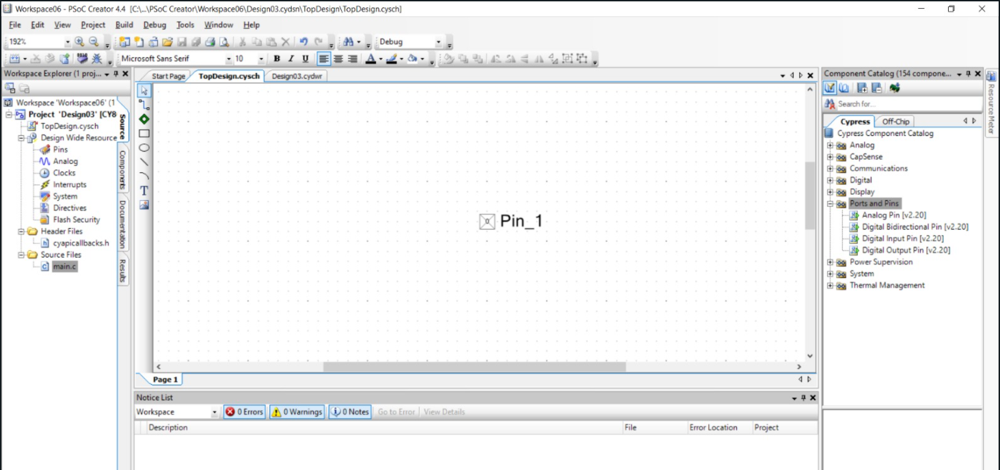 Workspace06 - PSoC Creator 4.4 [C:\...\PSoC Creator\Workspace06\Design03.cydsn\TopDesign\TopDesign.cysch]
File Edit View Project Build Debug Tools Window Help
192%
Debug
Microsoft Sans Serif 10 B I U A
Workspace Explorer (1 proj...
Workspace 'Workspace06' (1
Project 'Design03' [CY8
TopDesign.cysch
Design Wide Resource
Pins
Analog
Clocks
Interrupts
System
Directives
Flash Security
Header Files
cyapicallbacks.h
Source Files
main.c
Source
Components
Documentation
Results
Start Page TopDesign.cysch Design03.cydwr
T
Pin_1
Page 1
Notice List
Workspace 0 Errors 0 Warnings 0 Notes Go to Error View Details
Description File Error Location Project
Component Catalog (154 compone...
Search for...
Cypress Off-Chip
Cypress Component Catalog
Analog
CapSense
Communications
Digital
Display
Ports and Pins
Analog Pin [v2.20]
Digital Bidirectional Pin [v2.20]
Digital Input Pin [v2.20]
Digital Output Pin [v2.20]
Power Supervision
System
Thermal Management
Resource Meter